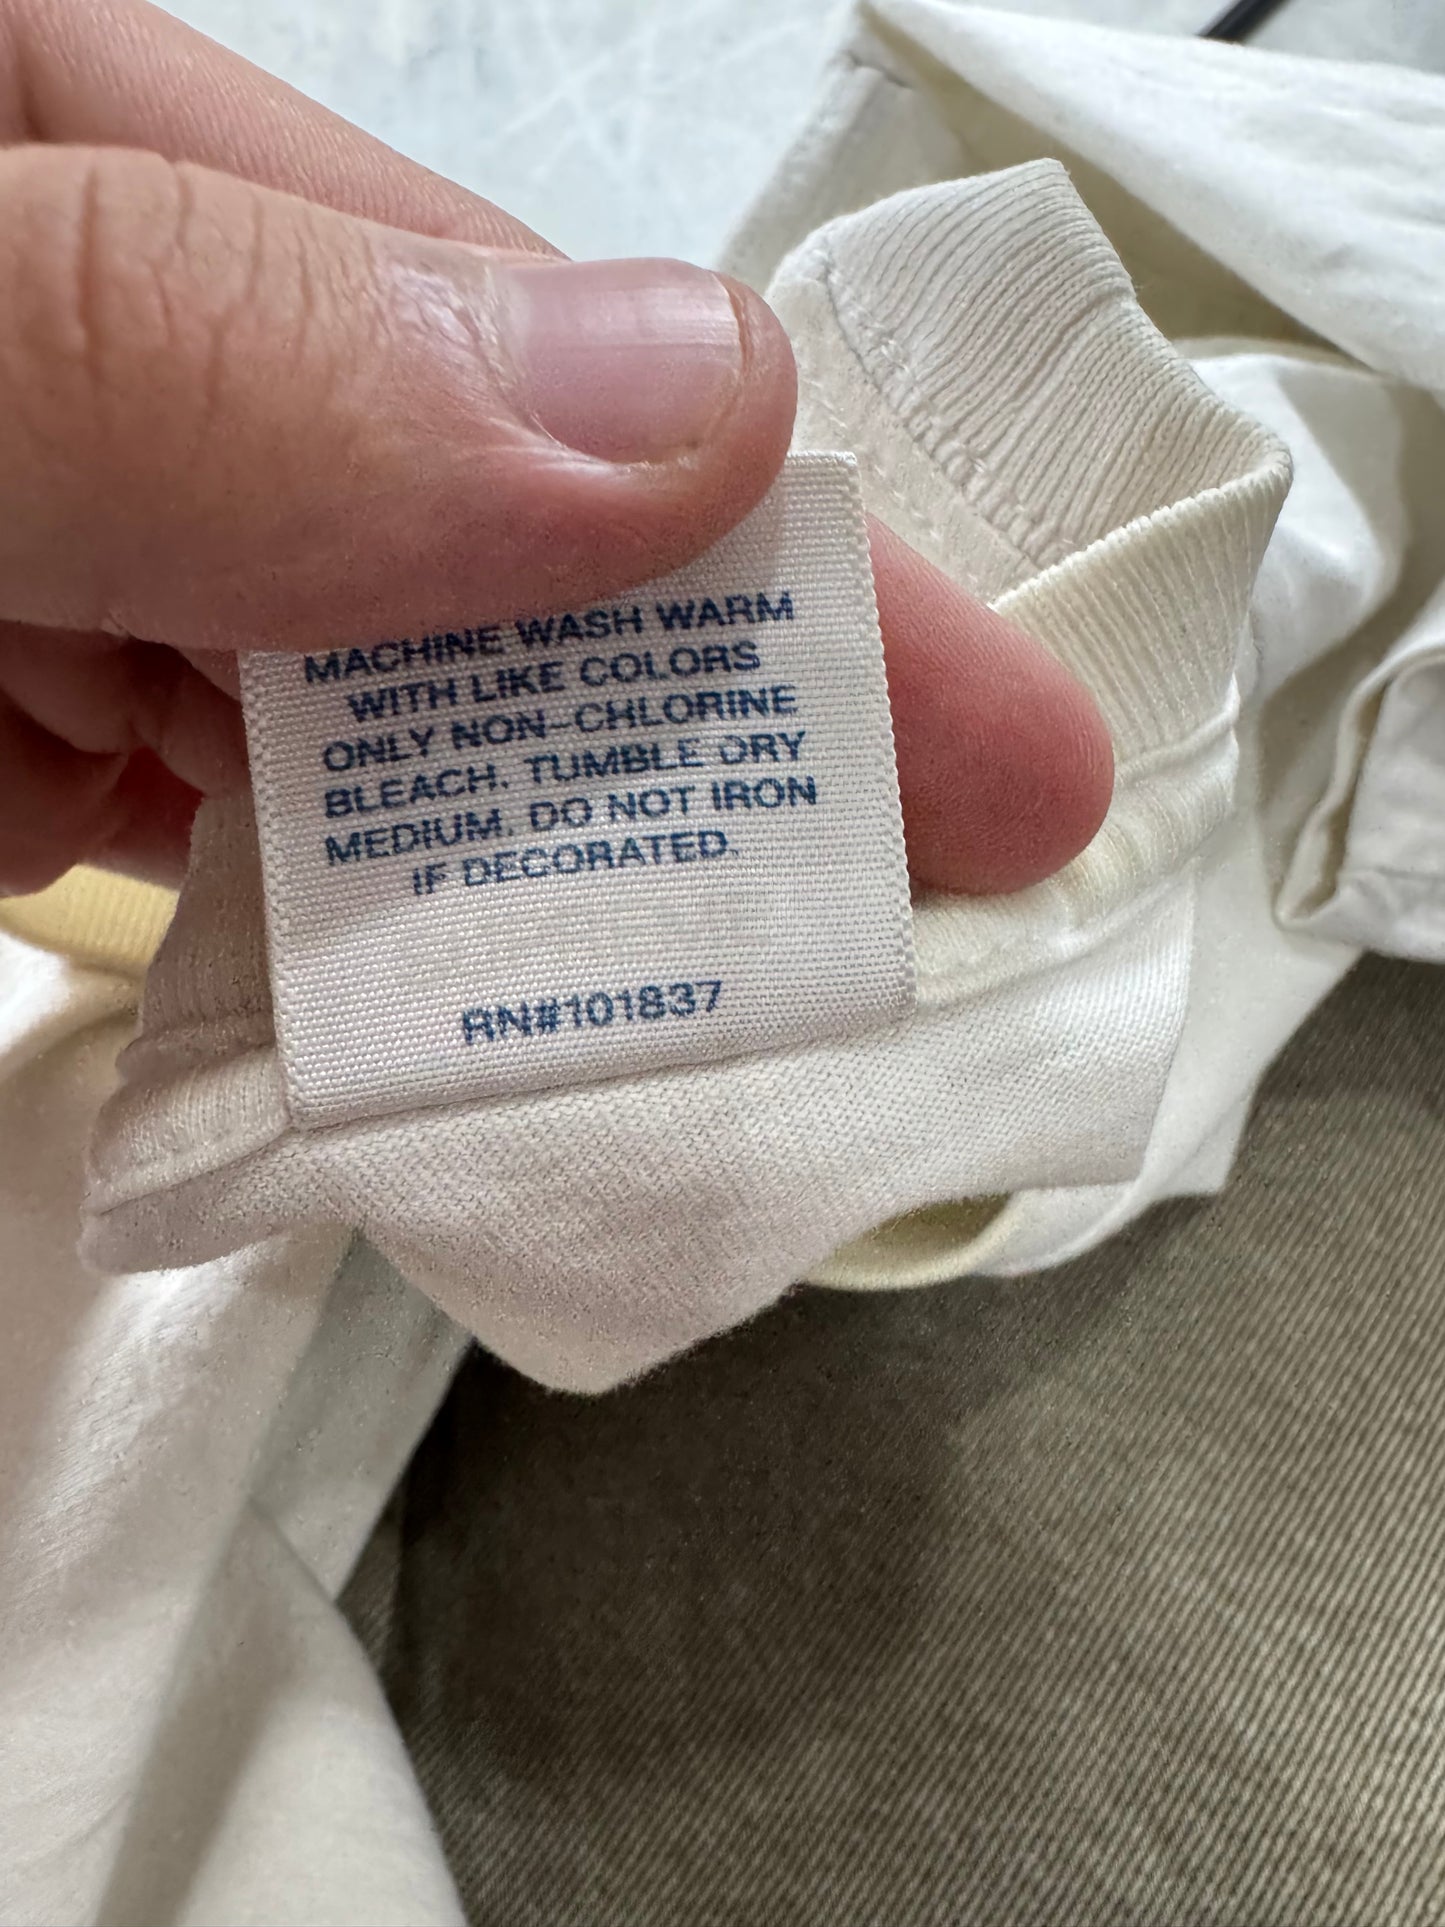 MACHINE WASH WARM
WITH LIKE COLORS
ONLY NON-CHLORINE
BLEACH. TUMBLE DRY
MEDIUM. DO NOT IRON
IF DECORATED.
RN#101837